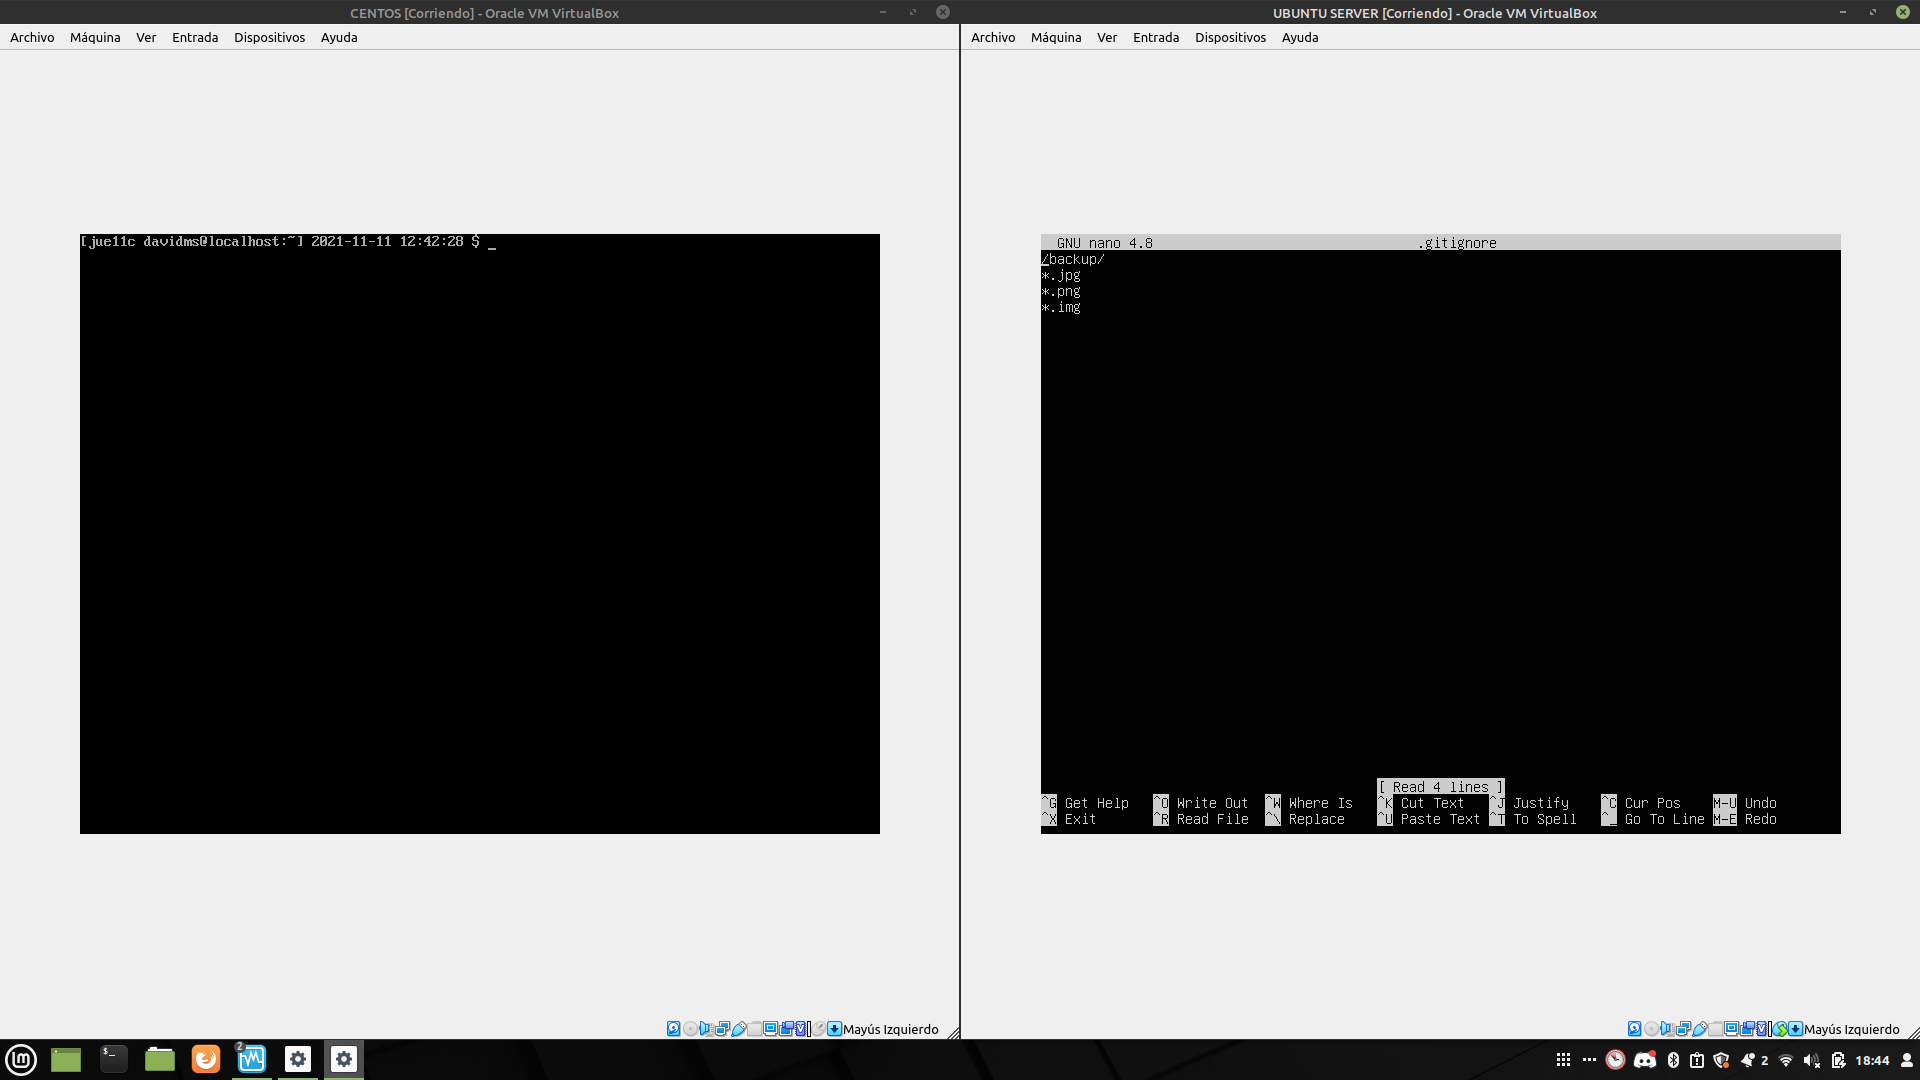 CENTOS [Corriendo] - Oracle VM VirtualBox
Archivo Máquina Ver Entrada Dispositivos Ayuda
[jue11c davidms@localhost:~] 2021-11-11 12:42:28 $ _
Mayús Izquierdo
UBUNTU SERVER [Corriendo] - Oracle VM VirtualBox
Archivo Máquina Ver Entrada Dispositivos Ayuda
GNU nano 4.8 .gitignore
/backup/
*.jpg
*.png
*.img
[ Read 4 lines ]
^G Get Help ^O Write Out ^W Where Is ^K Cut Text ^J Justify ^C Cur Pos M-U Undo
^X Exit ^R Read File ^\ Replace ^U Paste Text ^T To Spell ^_ Go To Line M-E Redo
Mayús Izquierdo
2
2 18:44